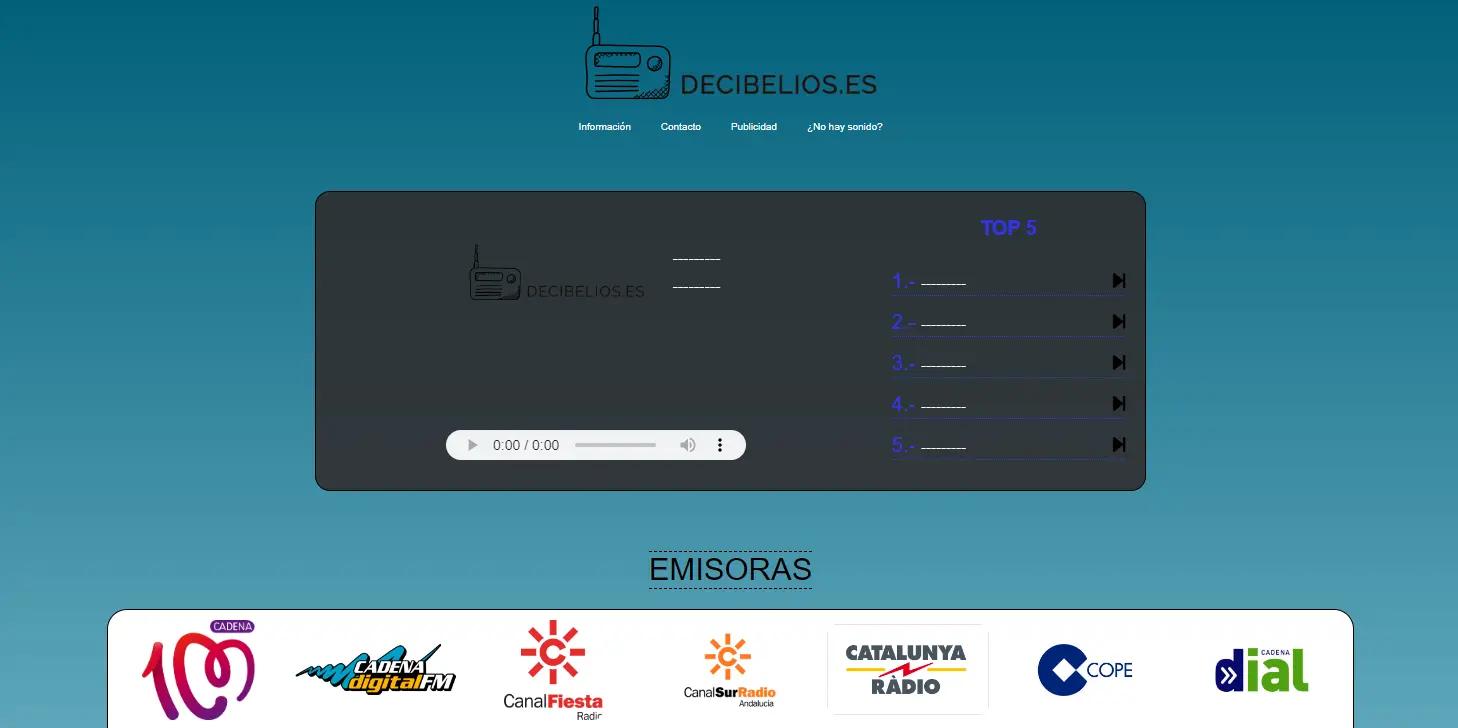 DECIBELIOS.ES
Información Contacto Publicidad ¿No hay sonido?
TOP 5
DECIBELIOS.ES
---------
---------
1.- ---------
2.- ---------
3.- ---------
4.- ---------
5.- ---------
0:00 / 0:00
EMISORAS
CADENA
100
CADENA
digitalFM
CanalFiesta
Radio
CanalSurRadio
Andalucía
CATALUNYA
RÀDIO
COPE
CADENA
dial